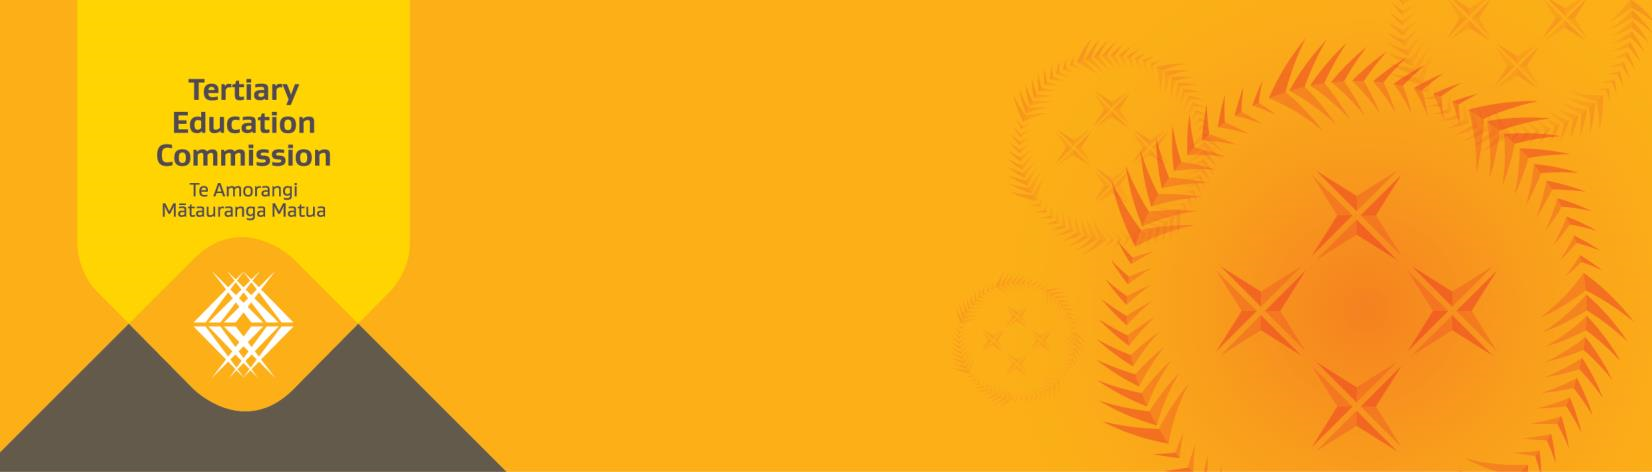 Tertiary
Education
Commission
Te Amorangi
Mātauranga Matua